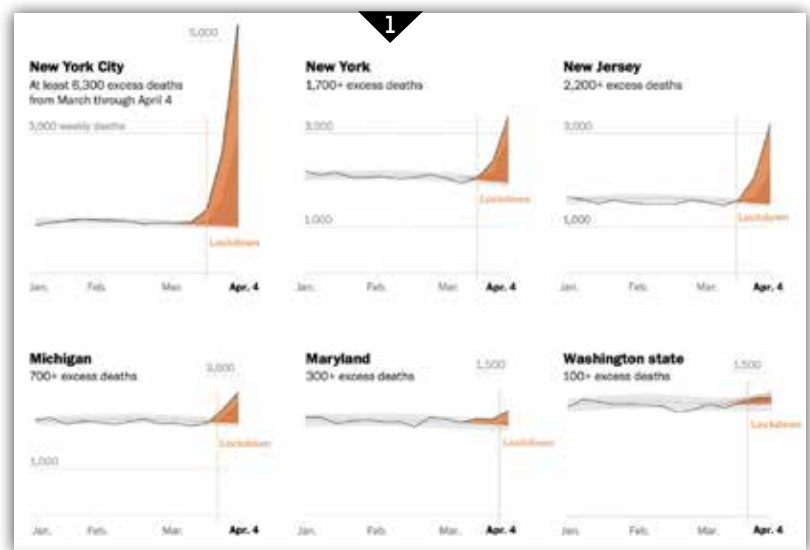 1
5,000
New York City
At least 6,300 excess deaths
from March through April 4
3,000 weekly deaths
Lockdown
Jan. Feb. Mar. Apr. 4
New York
1,700+ excess deaths
3,000
Lockdown
1,000
Jan. Feb. Mar. Apr. 4
New Jersey
2,200+ excess deaths
3,000
Lockdown
1,000
Jan. Feb. Mar. Apr. 4
Michigan
700+ excess deaths
3,000
Lockdown
1,000
Jan. Feb. Mar. Apr. 4
Maryland
300+ excess deaths
1,500
Lockdown
Jan. Feb. Mar. Apr. 4
Washington state
100+ excess deaths
1,500
Lockdown
Jan. Feb. Mar. Apr. 4